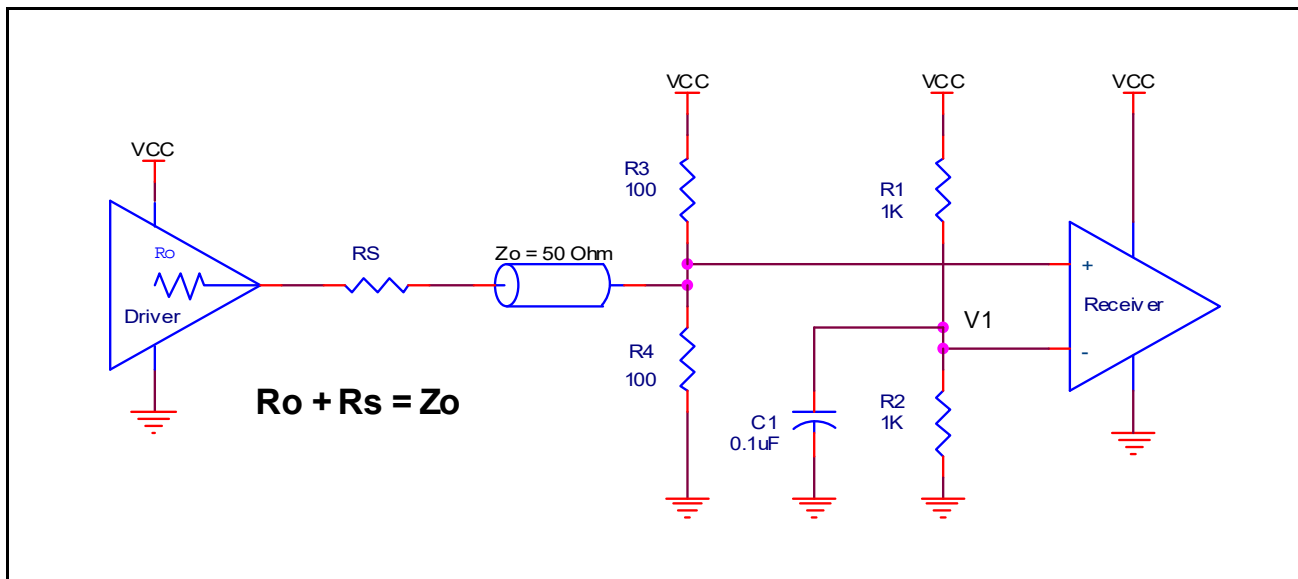 VCC
VCC
VCC
VCC
R3
100
R1
1K
Ro
RS
Zo = 50 Ohm
+
Driver
Receiver
V1
-
R4
100
Ro + Rs = Zo
R2
1K
C1
0.1uF